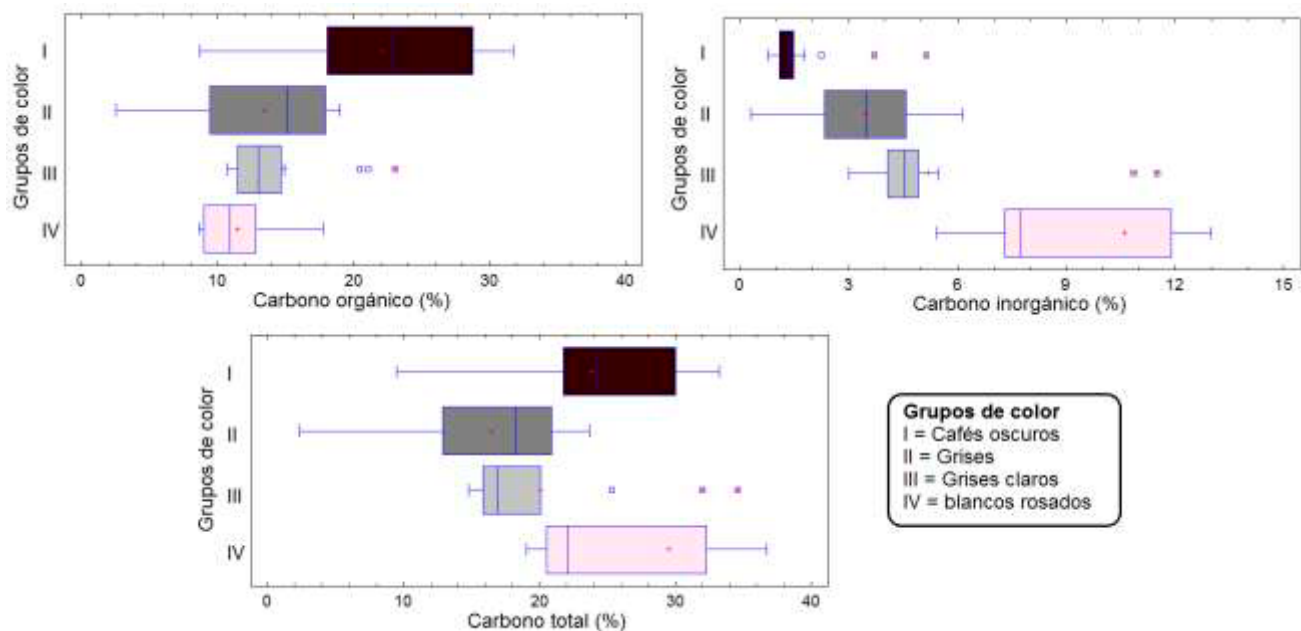 Grupos de color
I
II
III
IV
0
10
20
30
40
Carbono orgánico (%)
Grupos de color
I
II
III
IV
0
3
6
9
12
15
Carbono inorgánico (%)
Grupos de color
I
II
III
IV
0
10
20
30
40
Carbono total (%)
Grupos de color
I = Cafés oscuros
II = Grises
III = Grises claros
IV = blancos rosados